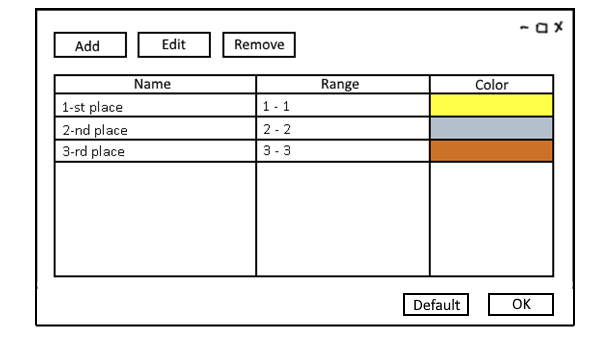 Add Edit Remove
Name Range Color
1-st place 1 - 1
2-nd place 2 - 2
3-rd place 3 - 3
Default OK